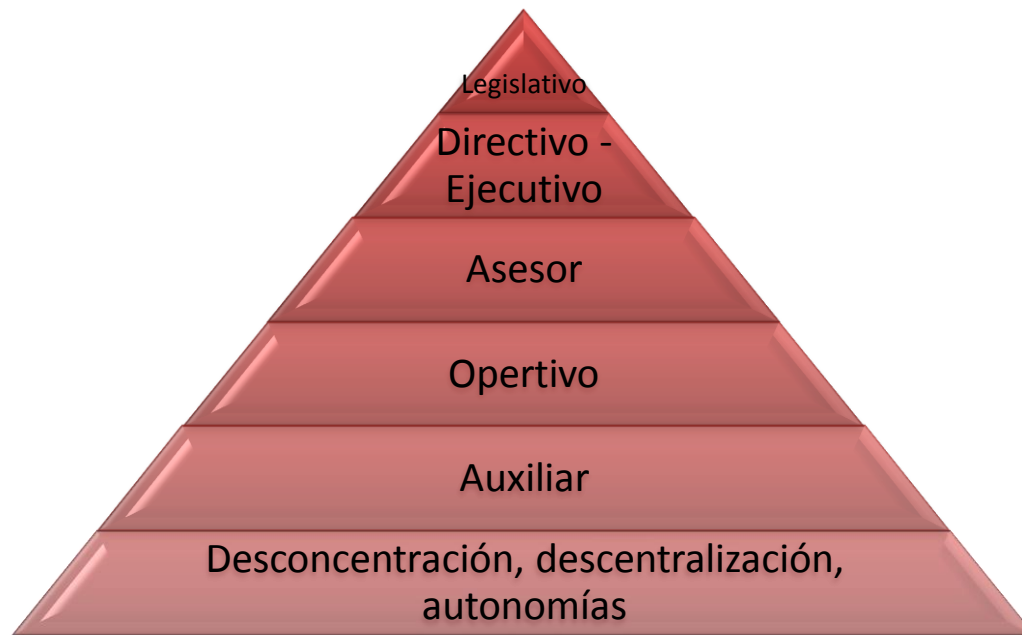 Legislativo
Directivo -
Ejecutivo
Asesor
Opertivo
Auxiliar
Desconcentración, descentralización,
autonomías